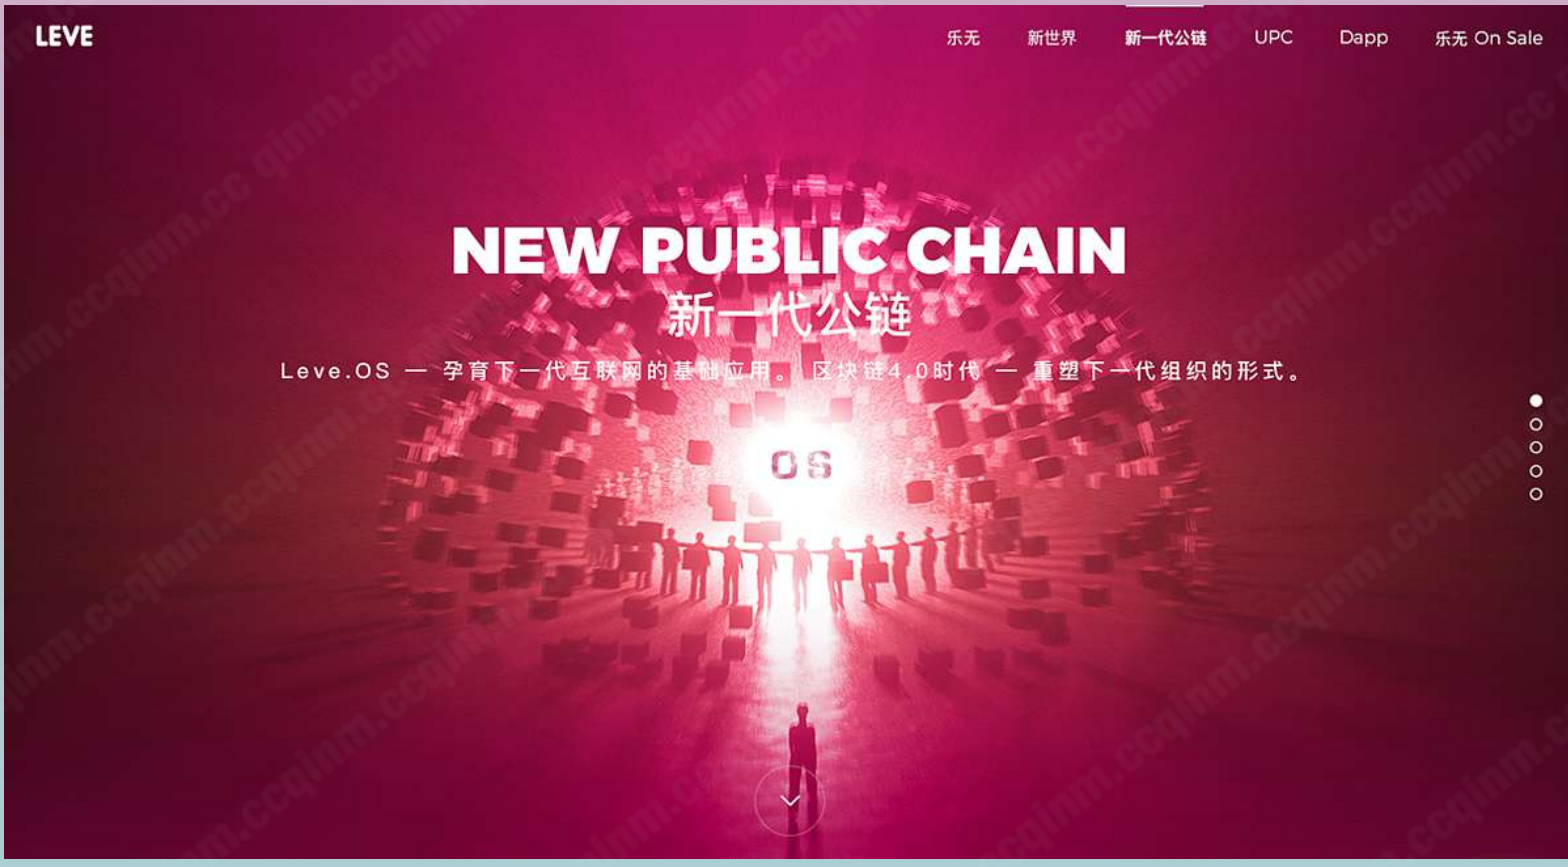 LEVE
乐无 新世界 新一代公链 UPC Dapp 乐无 On Sale
NEW PUBLIC CHAIN
新一代公链
Leve.OS — 孕育下一代互联网的基础应用。 区块链4.0时代 — 重塑下一代组织的形式。
OS
qinm.cc